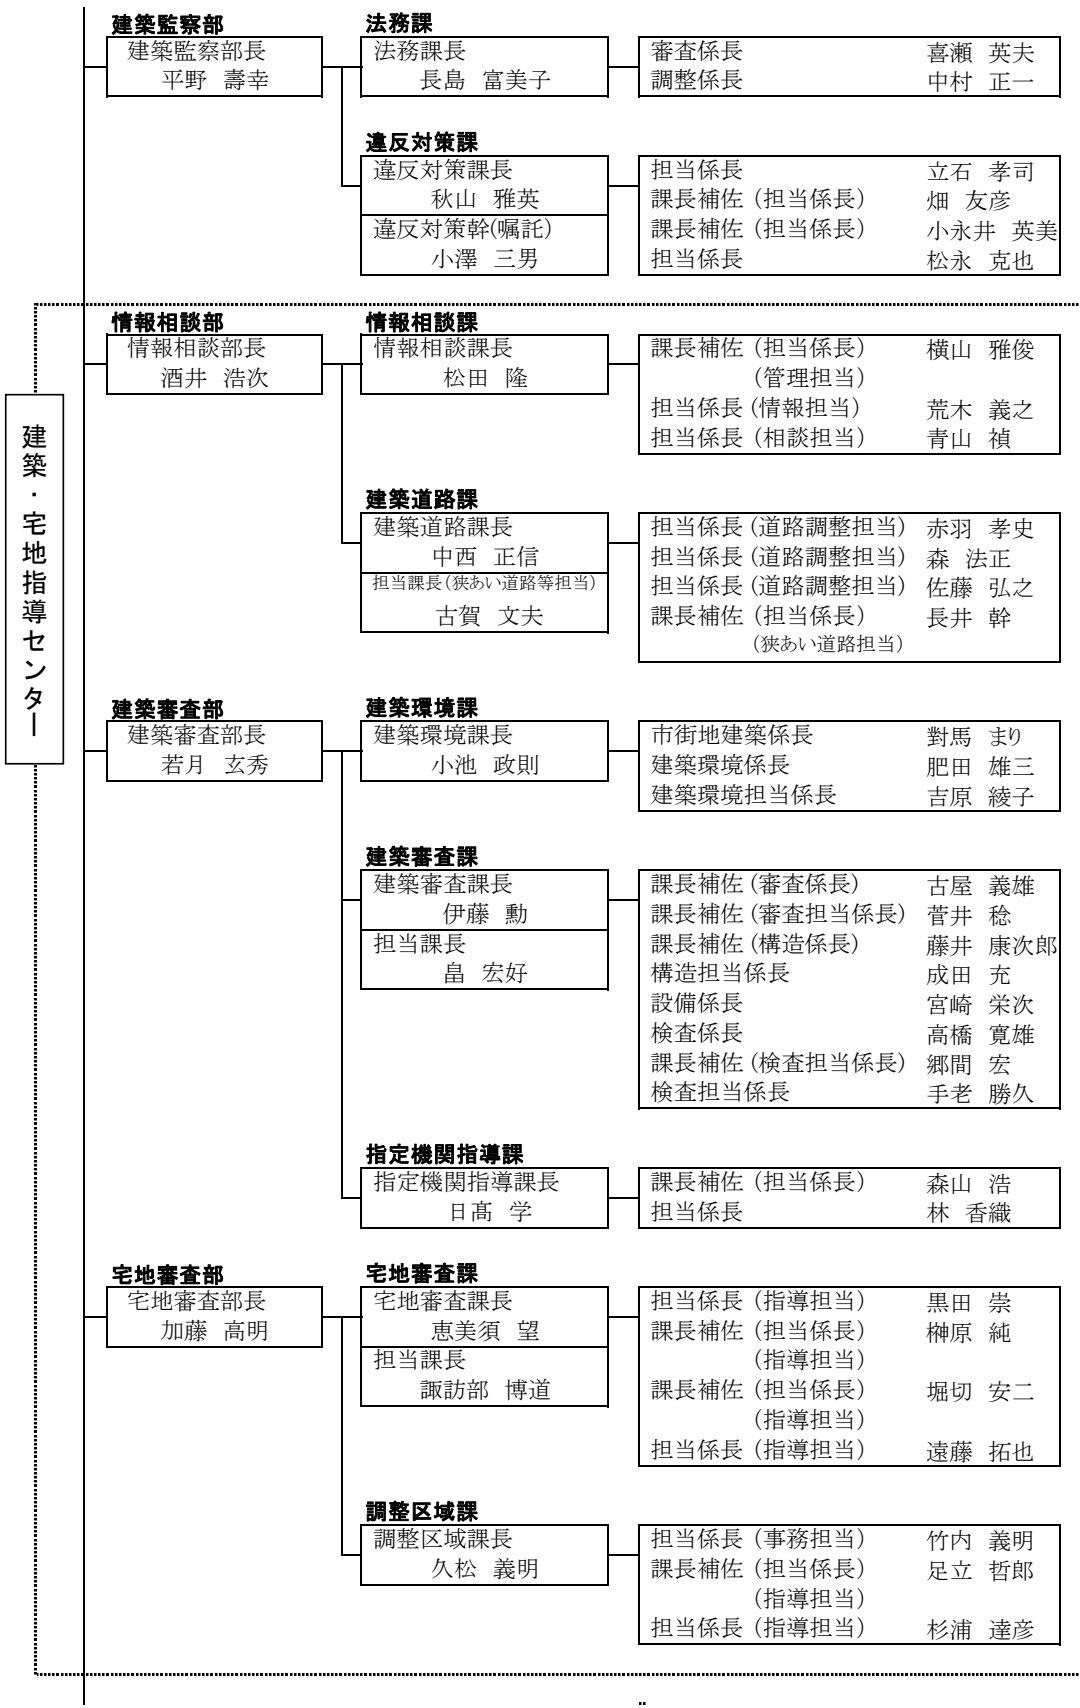 建築監察部
建築監察部長
平野 壽幸
法務課
法務課長
長島 富美子
審査係長 喜瀬 英夫
調整係長 中村 正一
違反対策課
違反対策課長
秋山 雅英
違反対策幹(嘱託)
小澤 三男
担当係長 立石 孝司
課長補佐(担当係長) 畑 友彦
課長補佐(担当係長) 小永井 英美
担当係長 松永 克也
建築・宅地指導センター
情報相談部
情報相談部長
酒井 浩次
情報相談課
情報相談課長
松田 隆
課長補佐(担当係長) 横山 雅俊
(管理担当)
担当係長(情報担当) 荒木 義之
担当係長(相談担当) 青山 禎
建築道路課
建築道路課長
中西 正信
担当課長(狭あい道路等担当)
古賀 文夫
担当係長(道路調整担当) 赤羽 孝史
担当係長(道路調整担当) 森 法正
担当係長(道路調整担当) 佐藤 弘之
課長補佐(担当係長) 長井 幹
(狭あい道路担当)
建築審査部
建築審査部長
若月 玄秀
建築環境課
建築環境課長
小池 政則
市街地建築係長 對馬 まり
建築環境係長 肥田 雄三
建築環境担当係長 吉原 綾子
建築審査課
建築審査課長
伊藤 勲
担当課長
畠 宏好
課長補佐(審査係長) 古屋 義雄
課長補佐(審査担当係長) 菅井 稔
課長補佐(構造係長) 藤井 康次郎
構造担当係長 成田 充
設備係長 宮崎 栄次
検査係長 高橋 寛雄
課長補佐(検査担当係長) 郷間 宏
検査担当係長 手老 勝久
指定機関指導課
指定機関指導課長
日髙 学
課長補佐(担当係長) 森山 浩
担当係長 林 香織
宅地審査部
宅地審査部長
加藤 高明
宅地審査課
宅地審査課長
恵美須 望
担当課長
諏訪部 博道
担当係長(指導担当) 黒田 崇
課長補佐(担当係長) 榊原 純
(指導担当)
課長補佐(担当係長) 堀切 安二
(指導担当)
担当係長(指導担当) 遠藤 拓也
調整区域課
調整区域課長
久松 義明
担当係長(事務担当) 竹内 義明
課長補佐(担当係長) 足立 哲郎
(指導担当)
担当係長(指導担当) 杉浦 達彦